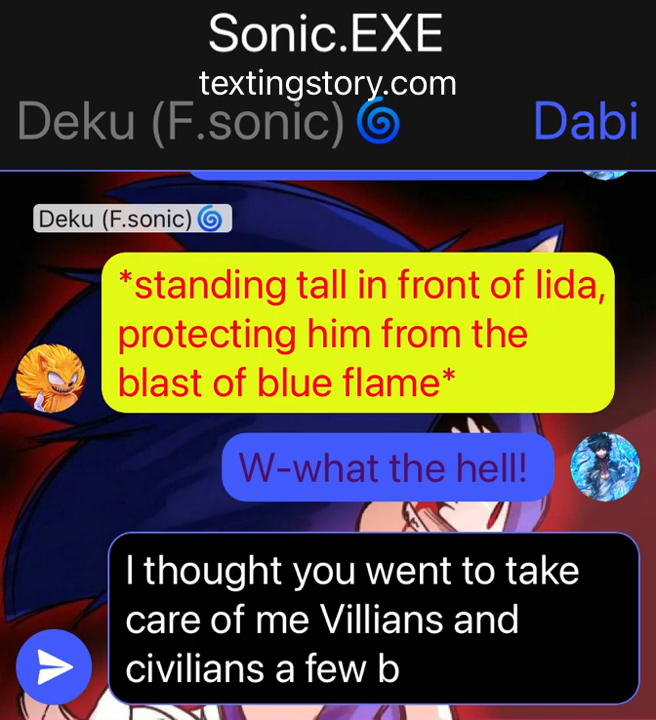 Sonic.EXE
textingstory.com
Deku (F.sonic)🌀 Dabi
Deku (F.sonic)🌀
*standing tall in front of Iida,
protecting him from the
blast of blue flame*
W-what the hell!
I thought you went to take
care of me Villians and
civilians a few b